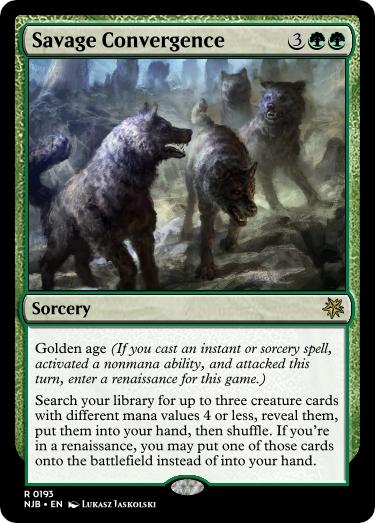 Savage Convergence 3
Sorcery
Golden age (If you cast an instant or sorcery spell,
activated a nonmana ability, and attacked this
turn, enter a renaissance for this game.)
Search your library for up to three creature cards
with different mana values 4 or less, reveal them,
put them into your hand, then shuffle. If you're
in a renaissance, you may put one of those cards
onto the battlefield instead of into your hand.
R 0193
NJB • EN Lukasz Jaskolski